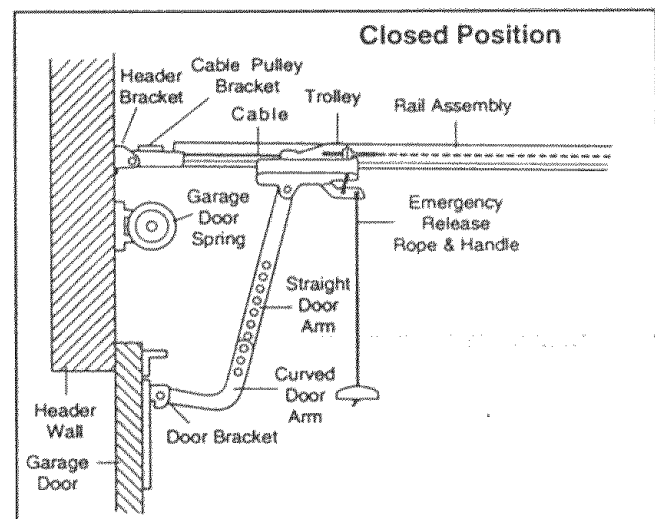 Closed Position
Cable Pulley
Bracket
Header
Bracket
Trolley
Cable
Rail Assembly
Garage
Door
Spring
Emergency
Release
Rope & Handle
Straight
Door
Arm
Curved
Door
Arm
Header
Wall
Door Bracket
Garage
Door